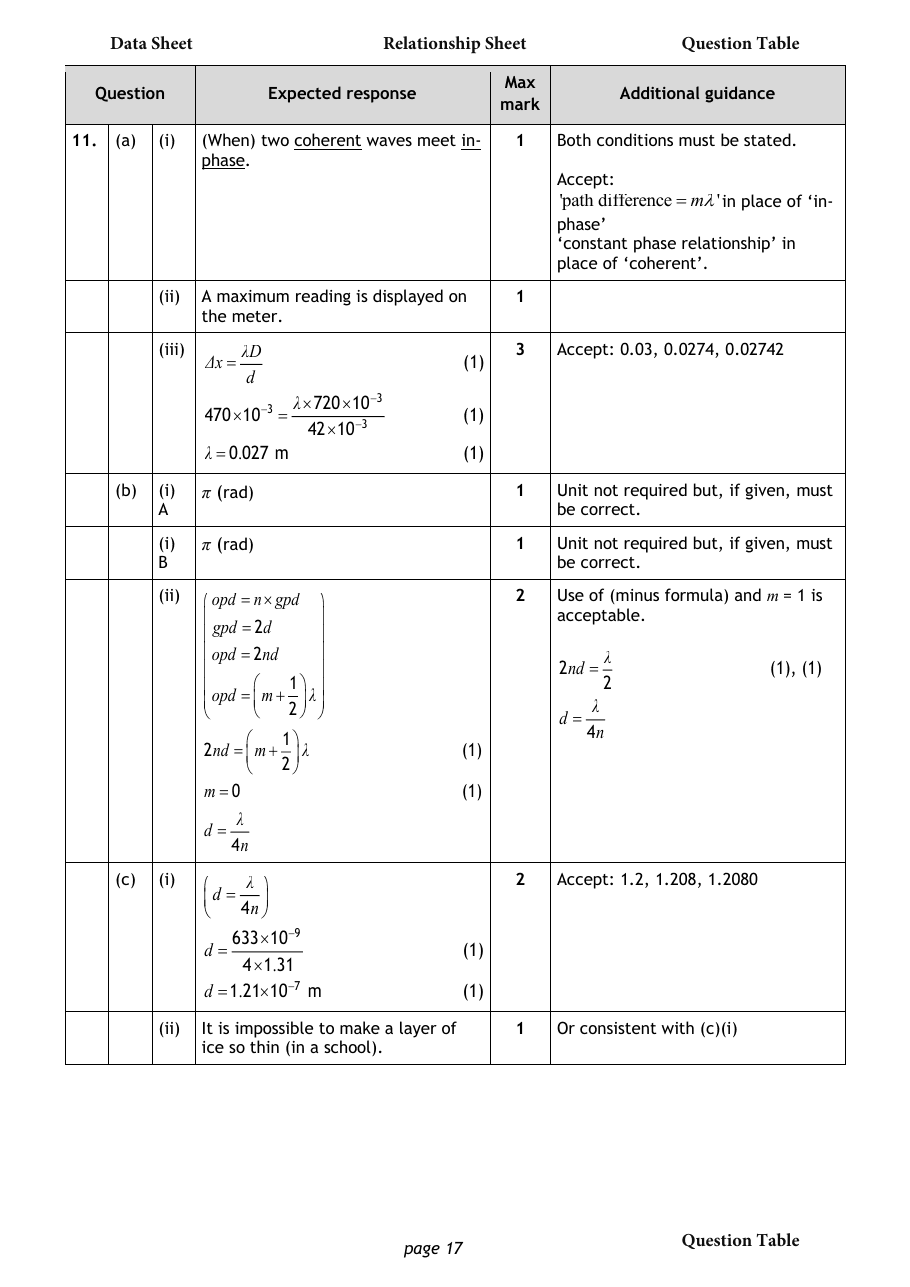 Data Sheet Relationship Sheet Question Table
Question Expected response Max mark Additional guidance
11. (a) (i) (When) two coherent waves meet in-
phase. 1 Both conditions must be stated.
Accept:
'path difference = mλ' in place of ‘in-
phase’
‘constant phase relationship’ in
place of ‘coherent’.
(ii) A maximum reading is displayed on
the meter. 1
(iii) Δx = λD/d (1) 3 Accept: 0.03, 0.0274, 0.02742
470×10⁻³ = λ×720×10⁻³/42×10⁻³ (1)
λ = 0.027 m (1)
(b) (i) A π (rad) 1 Unit not required but, if given, must
be correct.
(i) B π (rad) 1 Unit not required but, if given, must
be correct.
(ii) (opd = n×gpd
gpd = 2d
opd = 2nd
opd = (m+1/2)λ)
2nd = (m+1/2)λ (1)
m = 0 (1)
d = λ/4n
2 Use of (minus formula) and m = 1 is
acceptable.
2nd = λ/2 (1), (1)
d = λ/4n
(c) (i) (d = λ/4n) 2 Accept: 1.2, 1.208, 1.2080
d = 633×10⁻⁹/4×1.31 (1)
d = 1.21×10⁻⁷ m (1)
(ii) It is impossible to make a layer of
ice so thin (in a school). 1 Or consistent with (c)(i)
page 17 Question Table